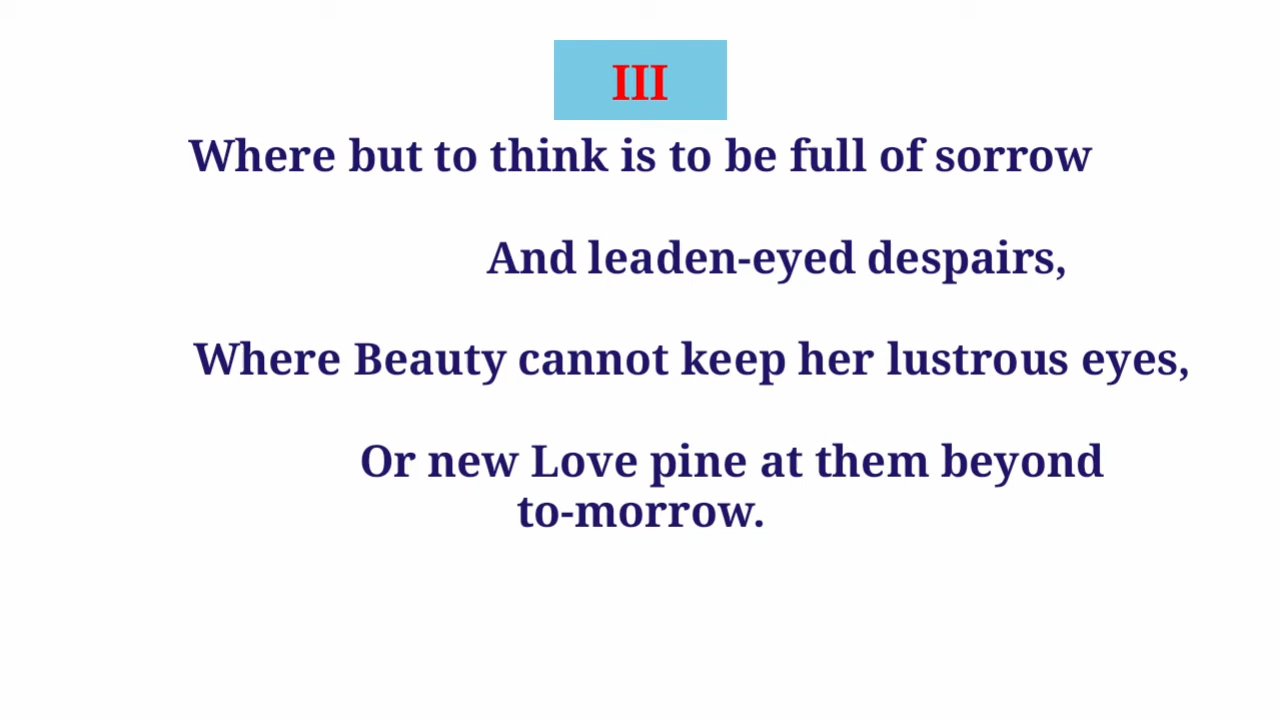 III
Where but to think is to be full of sorrow
And leaden-eyed despairs,
Where Beauty cannot keep her lustrous eyes,
Or new Love pine at them beyond
to-morrow.